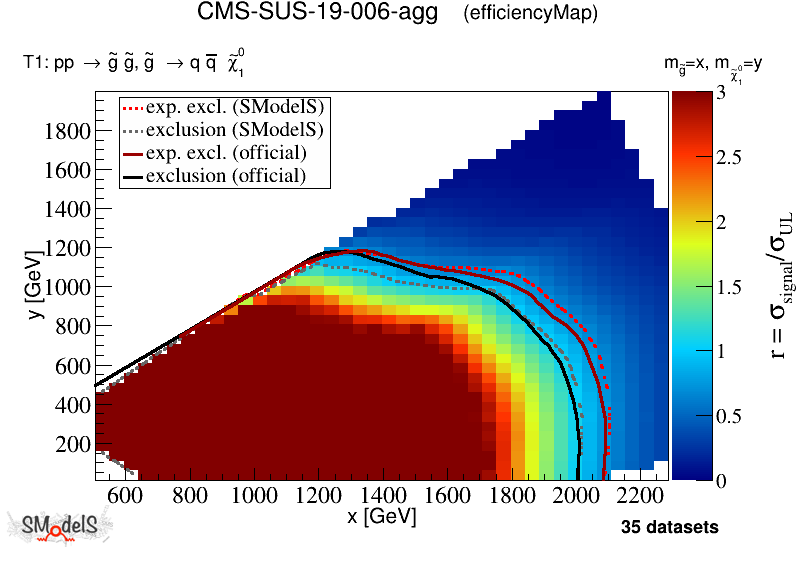 CMS-SUS-19-006-agg (efficiencyMap)
T1: pp → g̃ g̃, g̃ → q q̅ χ̃⁰₁
m_g̃=x, m_χ̃⁰₁=y
exp. excl. (SModelS)
exclusion (SModelS)
exp. excl. (official)
exclusion (official)
y [GeV]
1800
1600
1400
1200
1000
800
600
400
200
600 800 1000 1200 1400 1600 1800 2000 2200
x [GeV]
3
2.5
2
1.5
1
0.5
0
r = σ_signal/σ_UL
SModelS
35 datasets